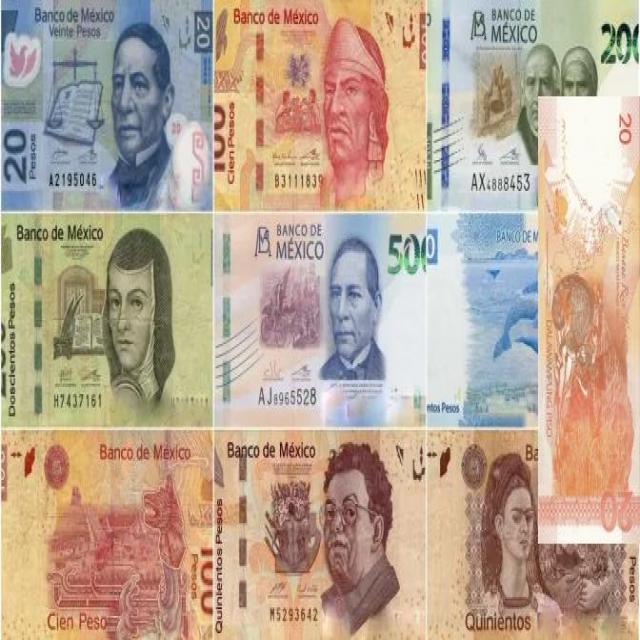 Banco de México
Veinte Pesos
20
20
Pesos
A2195046
Banco de México
100
Cien Pesos
B3111839
BANCO DE
MÉXICO
200
AX4888453
20
Banco de México
Doscientos Pesos
H7437161
BANCO DE
MÉXICO
500
AJ8965528
BANCO DE M
ntos Pesos
20
Banco de México
100
Pesos
Cien Peso
Banco de México
Quinientos Pesos
M5293642
Ba
Quinientos
Pesos